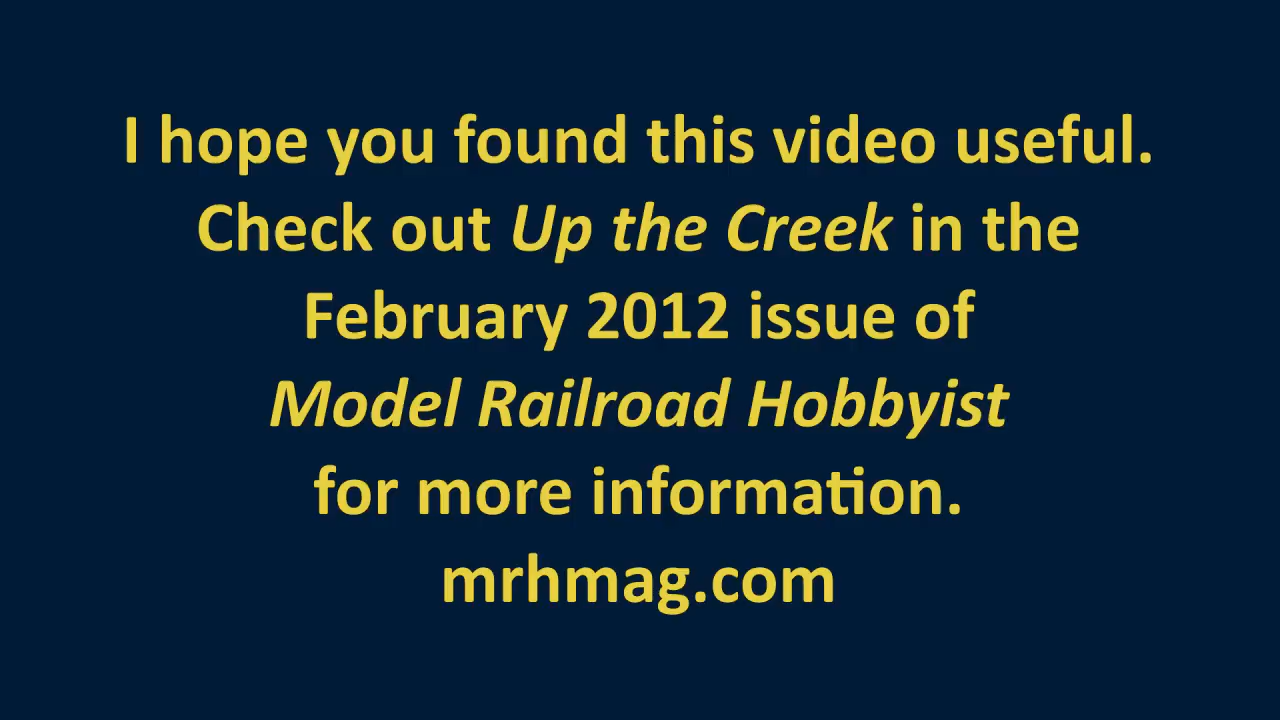 I hope you found this video useful.
Check out Up the Creek in the
February 2012 issue of
Model Railroad Hobbyist
for more information.
mrhmag.com